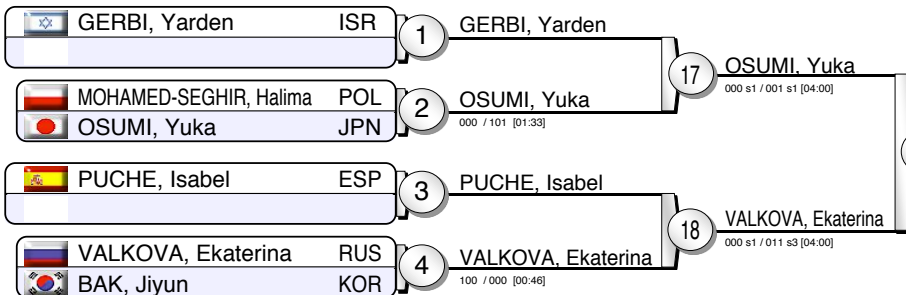 GERBI, Yarden ISR
1
GERBI, Yarden
17
OSUMI, Yuka
000 s1 / 001 s1 [04:00]
MOHAMED-SEGHIR, Halima POL
OSUMI, Yuka JPN
2
OSUMI, Yuka
000 / 101 [01:33]
PUCHE, Isabel ESP
3
PUCHE, Isabel
18
VALKOVA, Ekaterina
000 s1 / 011 s3 [04:00]
VALKOVA, Ekaterina RUS
BAK, Jiyun KOR
4
VALKOVA, Ekaterina
100 / 000 [00:46]